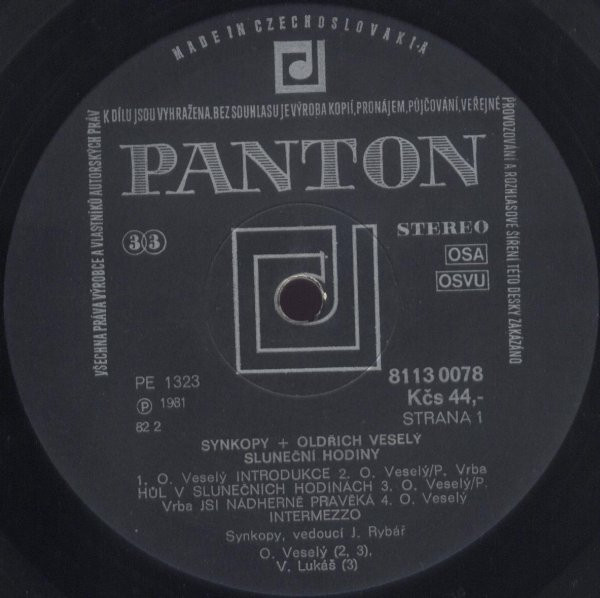 MADE IN CZECHOSLOVAKIA
VŠECHNA PRÁVA VÝROBCE A VLASTNÍKŮ AUTORSKÝCH PRÁV
K DÍLU JSOU VYHRAŽENA. BEZ SOUHLASU JE VÝROBA KOPIÍ, PRONÁJEM, PŮJČOVÁNÍ, VEŘEJNÉ
PROVOZOVÁNÍ A ROZHLASOVÉ ŠÍŘENÍ TÉTO DESKY ZAKÁZÁNO
PANTON
33
STEREO
OSA
OSVU
PE 1323
Ⓟ 1981
82 2
8113 0078
Kčs 44,-
STRANA 1
SYNKOPY + OLDŘICH VESELÝ
SLUNEČNÍ HODINY
1. O. Veselý INTRODUKCE 2. O. Veselý/P. Vrba
HŮL V SLUNEČNÍCH HODINÁCH 3. O. Veselý/P.
Vrba JSI NÁDHERNĚ PRAVĚKÁ 4. O. Veselý
INTERMEZZO
Synkopy, vedoucí J. Rybář
O. Veselý (2, 3),
V. Lukáš (3)